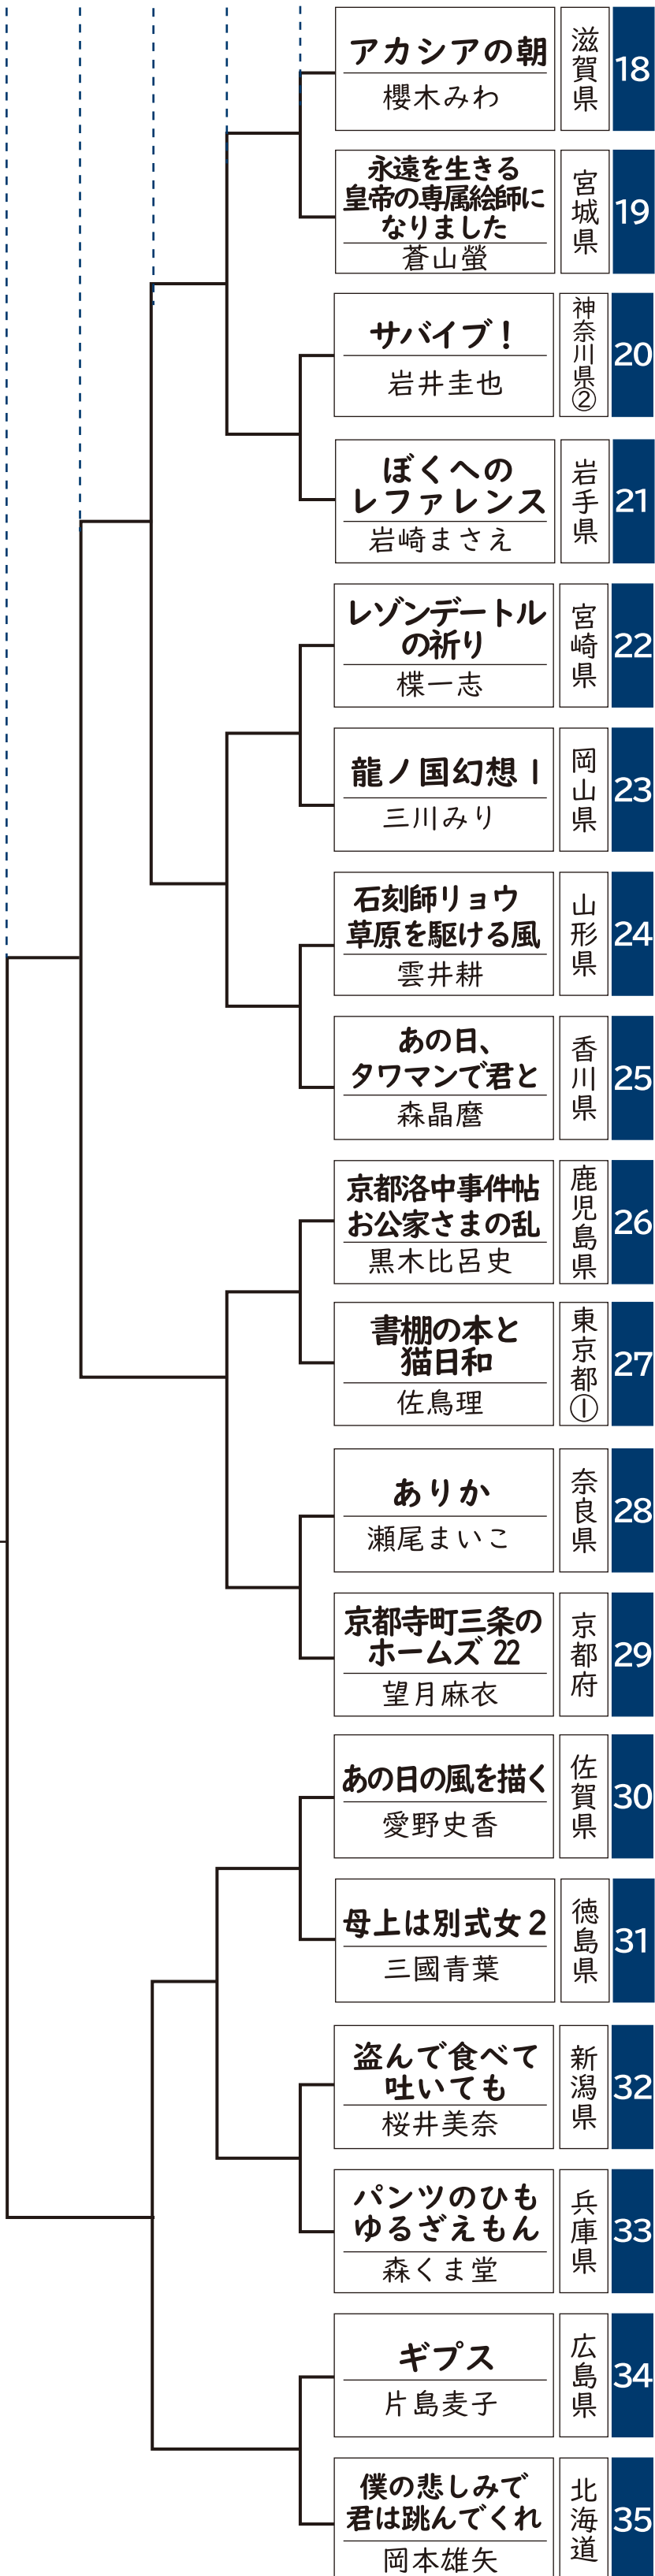 アカシアの朝
櫻木みわ
滋賀県
18
永遠を生きる
皇帝の専属絵師に
なりました
蒼山螢
宮城県
19
サバイブ！
岩井圭也
神奈川県②
20
ぼくへの
レファレンス
岩崎まさえ
岩手県
21
レゾンデートル
の祈り
楪一志
宮崎県
22
龍ノ国幻想 I
三川みり
岡山県
23
石刻師リョウ
草原を駆ける風
雲井耕
山形県
24
あの日、
タワマンで君と
森晶麿
香川県
25
京都洛中事件帖
お公家さまの乱
黒木比呂史
鹿児島県
26
書棚の本と
猫日和
佐鳥理
東京都①
27
ありか
瀬尾まいこ
奈良県
28
京都寺町三条の
ホームズ 22
望月麻衣
京都府
29
あの日の風を描く
愛野史香
佐賀県
30
母上は別式女２
三國青葉
徳島県
31
盗んで食べて
吐いても
桜井美奈
新潟県
32
パンツのひも
ゆるざえもん
森くま堂
兵庫県
33
ギプス
片島麦子
広島県
34
僕の悲しみで
君は跳んでくれ
岡本雄矢
北海道
35